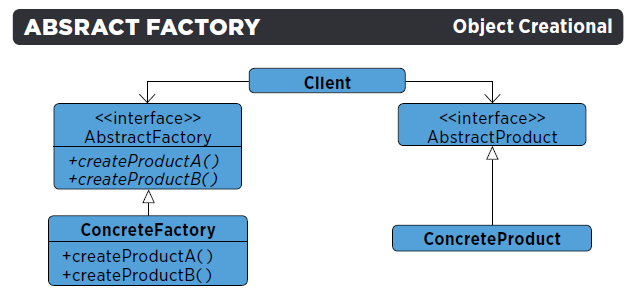 ABSRACT FACTORY
Object Creational
Client
<<interface>>
AbstractFactory
+createProductA()
+createProductB()
<<interface>>
AbstractProduct
ConcreteFactory
+createProductA()
+createProductB()
ConcreteProduct